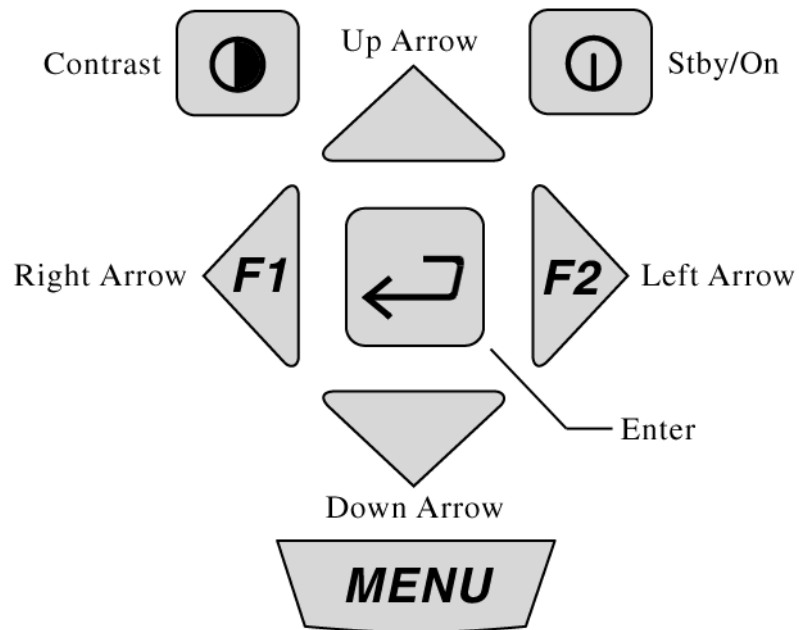 Contrast
Up Arrow
Stby/On
Right Arrow
F1
F2
Left Arrow
Enter
Down Arrow
MENU